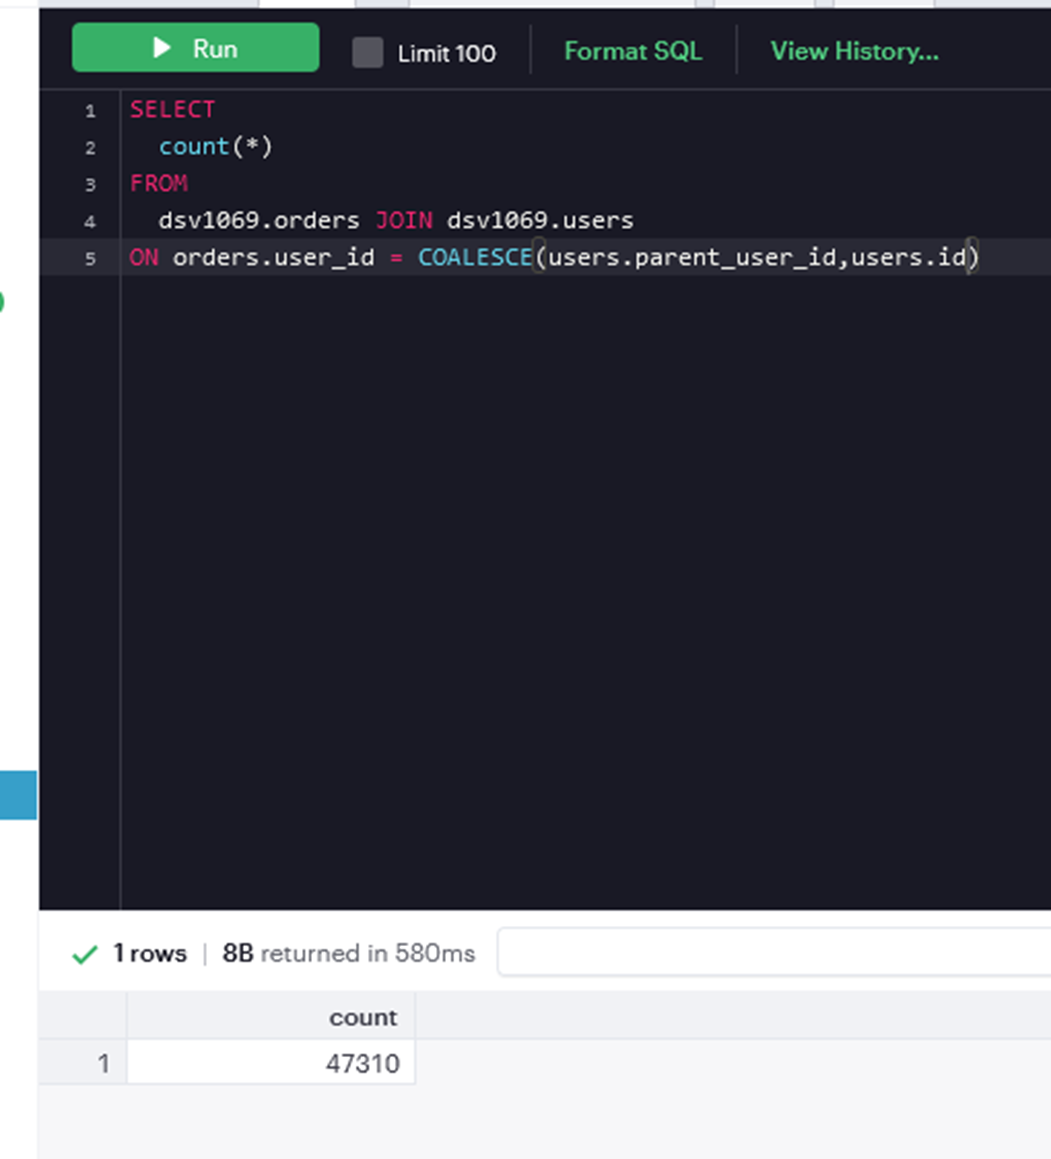 Run Limit 100 Format SQL View History...
1 SELECT
2 count(*)
3 FROM
4 dsv1069.orders JOIN dsv1069.users
5 ON orders.user_id = COALESCE(users.parent_user_id,users.id)
1 rows | 8B returned in 580ms
count
1 47310